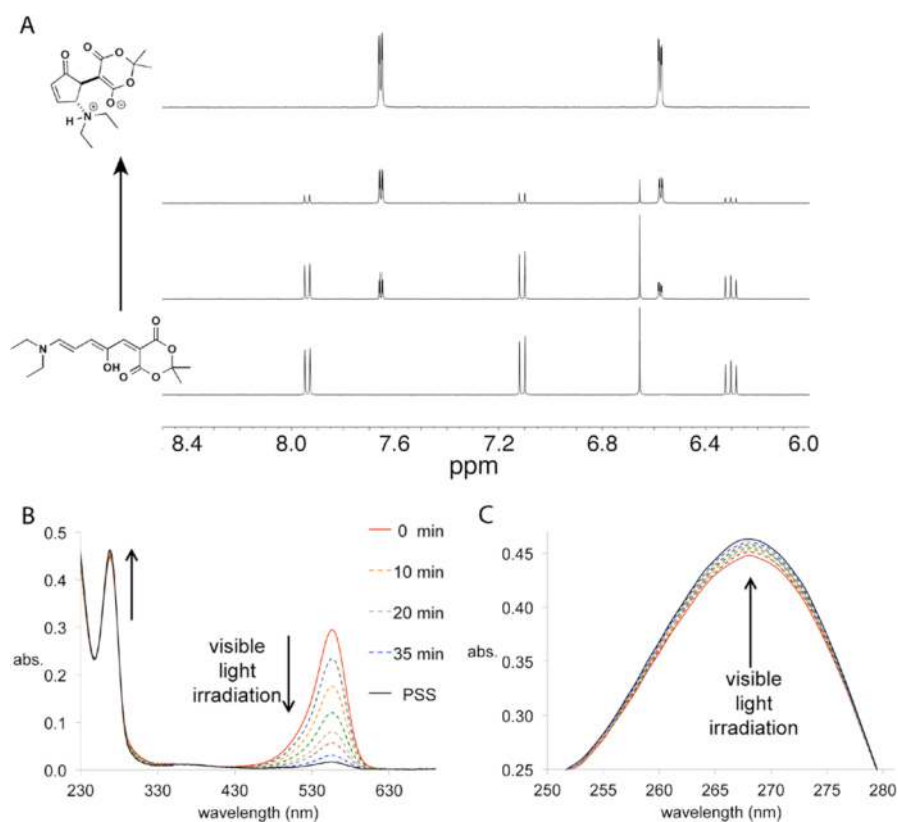 A
O
O
O
O
O
⊖
H
N
⊕
8.4
8.0
7.6
7.2
6.8
6.4
6.0
ppm
N
OH
O
O
O
O
B
0.5
0.4
0.3
0.2
0.1
0.0
abs.
visible
light
irradiation
0 min
10 min
20 min
35 min
PSS
230
330
430
530
630
wavelength (nm)
C
0.45
0.40
0.35
0.30
0.25
abs.
visible
light
irradiation
250
255
260
265
270
275
280
wavelength (nm)